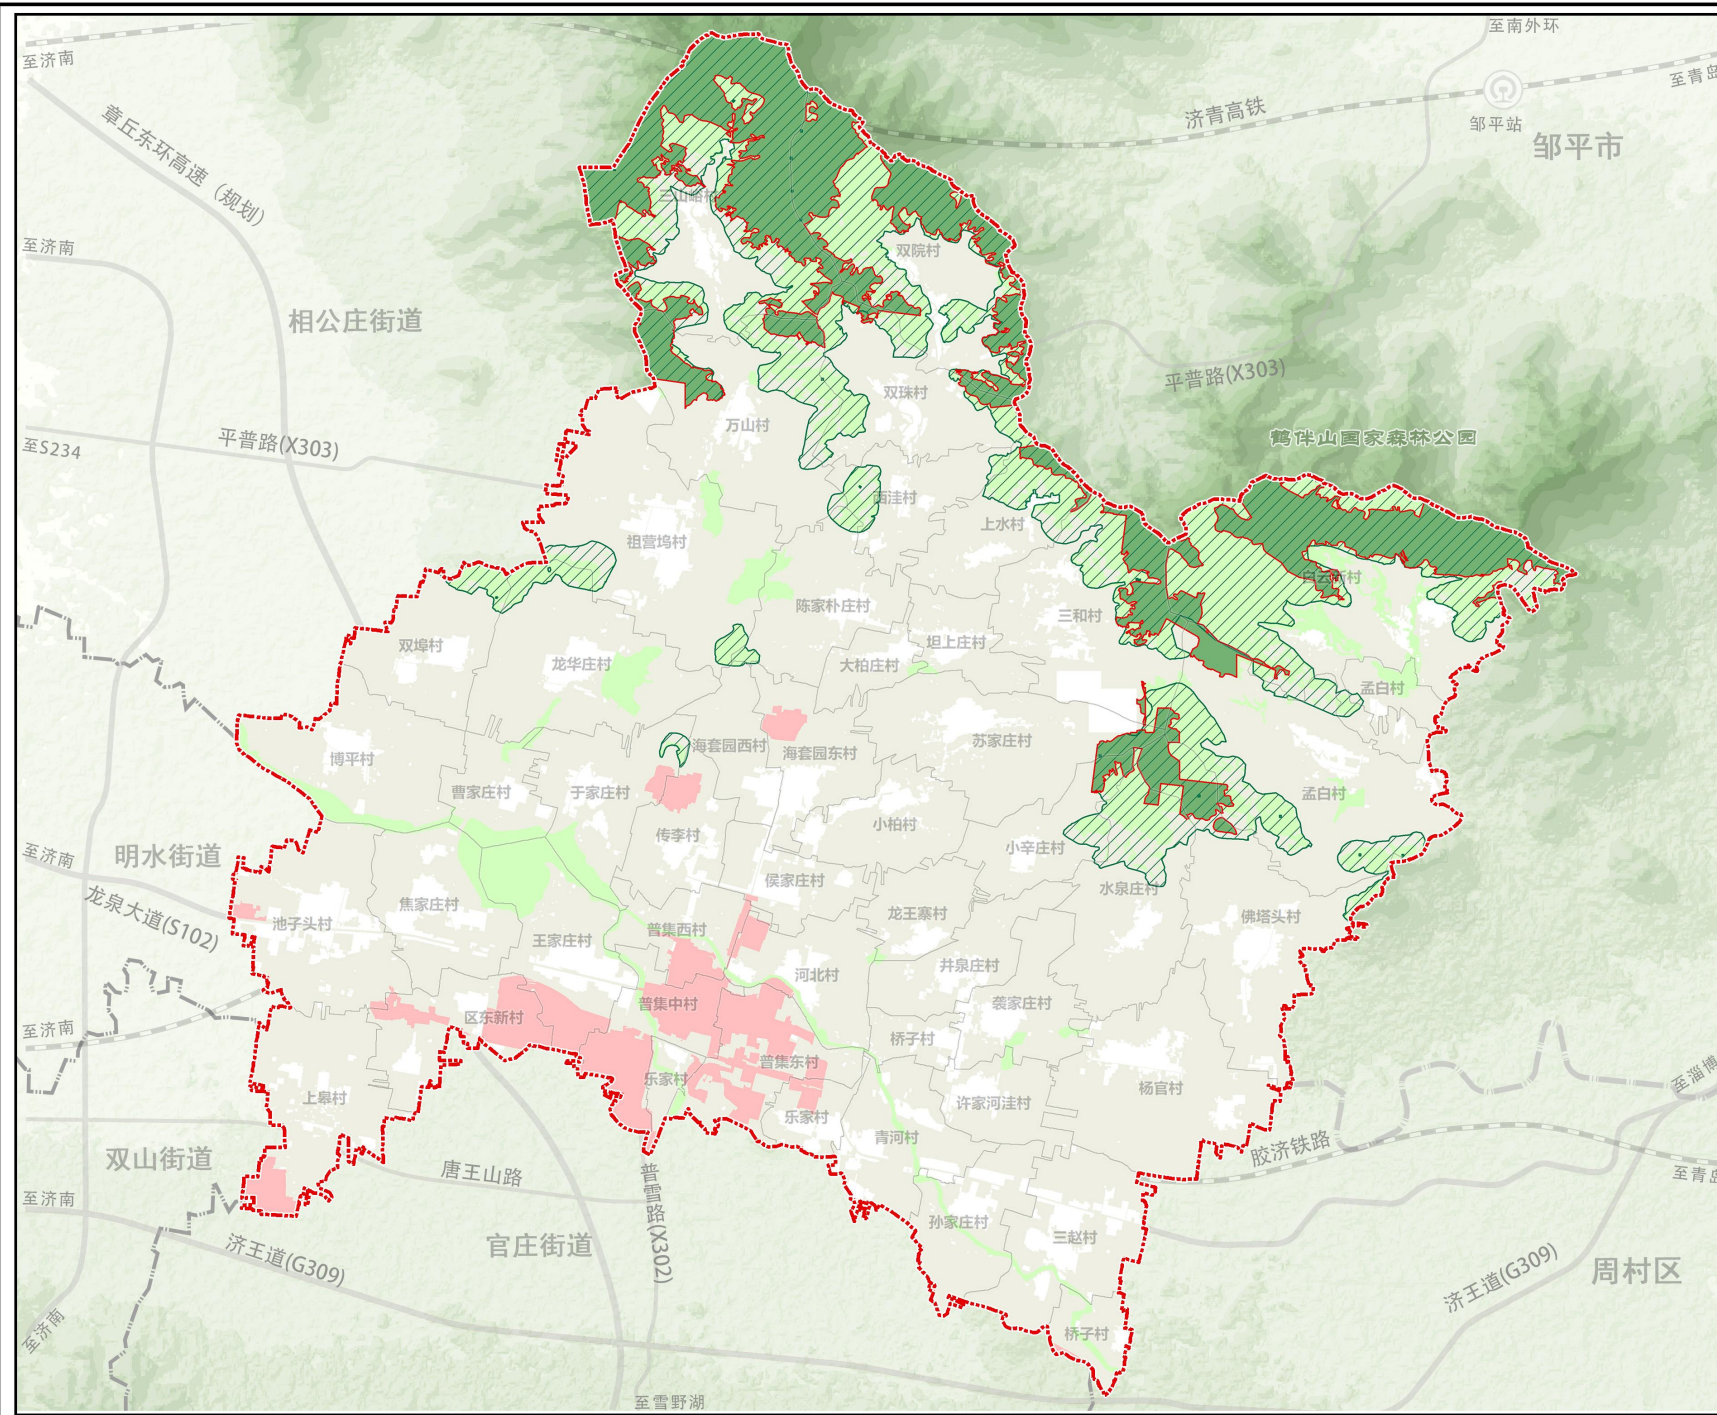 至南外环
至济南
至青岛
章丘东环高速（规划）
济青高铁
邹平站
邹平市
三山峪村
双院村
至济南
相公庄街道
平普路(X303)
双珠村
万山村
平普路(X303)
至S234
鹤伴山国家森林公园
西洼村
上水村
祖营坞村
白云新村
陈家朴庄村
三和村
坦上庄村
双埠村
龙华庄村
大柏庄村
孟白村
苏家庄村
海套园西村
海套园东村
博平村
曹家庄村
于家庄村
孟白村
小柏村
传李村
小辛庄村
至济南
明水街道
侯家庄村
水泉庄村
龙泉大道(S102)
焦家庄村
龙王寨村
佛塔头村
池子头村
普集西村
王家庄村
井泉庄村
河北村
普集中村
袭家庄村
区东新村
至济南
桥子村
普集东村
乐家村
杨官村
至淄博
上皋村
许家河洼村
乐家村
青河村
胶济铁路
双山街道
唐王山路
至青岛
至济南
普雪路(X302)
孙家庄村
三赵村
官庄街道
济王道(G309)
周村区
济王道(G309)
至济南
桥子村
至雪野湖